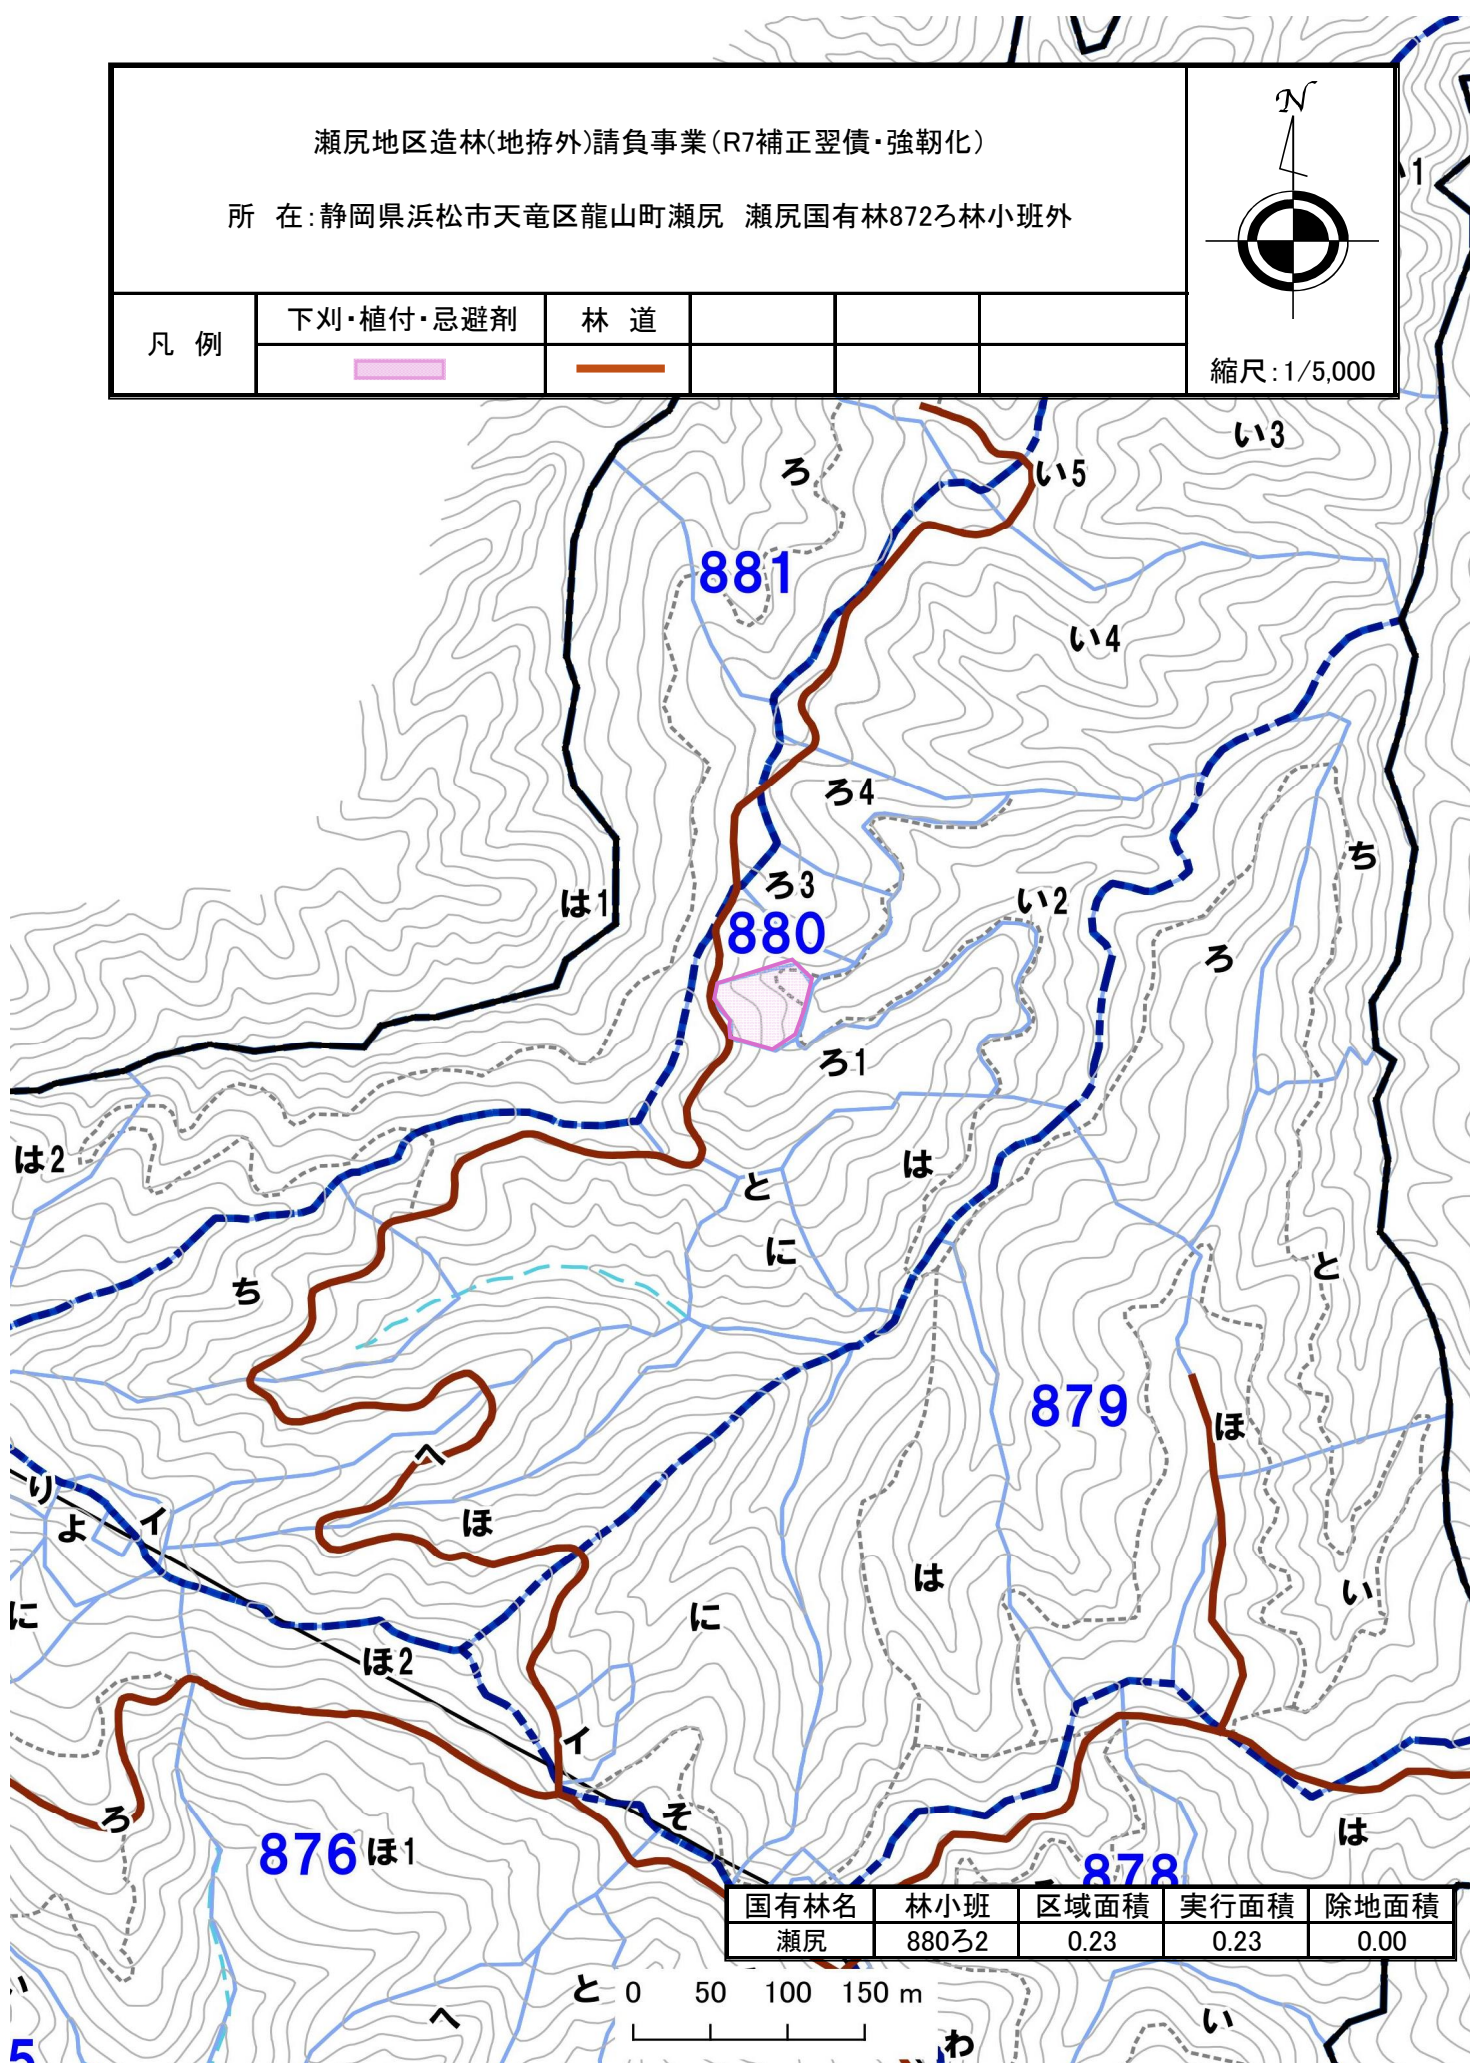 瀬尻地区造林(地拵外)請負事業(R7補正翌債・強靭化)
所 在:静岡県浜松市天竜区龍山町瀬尻 瀬尻国有林872ろ林小班外
N
縮尺:1/5,000
凡 例 下刈・植付・忌避剤 林 道
1
い3
ろ い5
881
い4
ろ4
ち
ろ3
は1 い2
880
ろ
ろ1
は2 は
と
に と
ち
879
ほ
へ
り
よ イ ほ
は い
に に
ほ2
イ
ろ そ は
876 ほ1
878
国有林名 林小班 区域面積 実行面積 除地面積
瀬尻 880ろ2 0.23 0.23 0.00
い と 0 50 100 150 m
へ い
5 わ